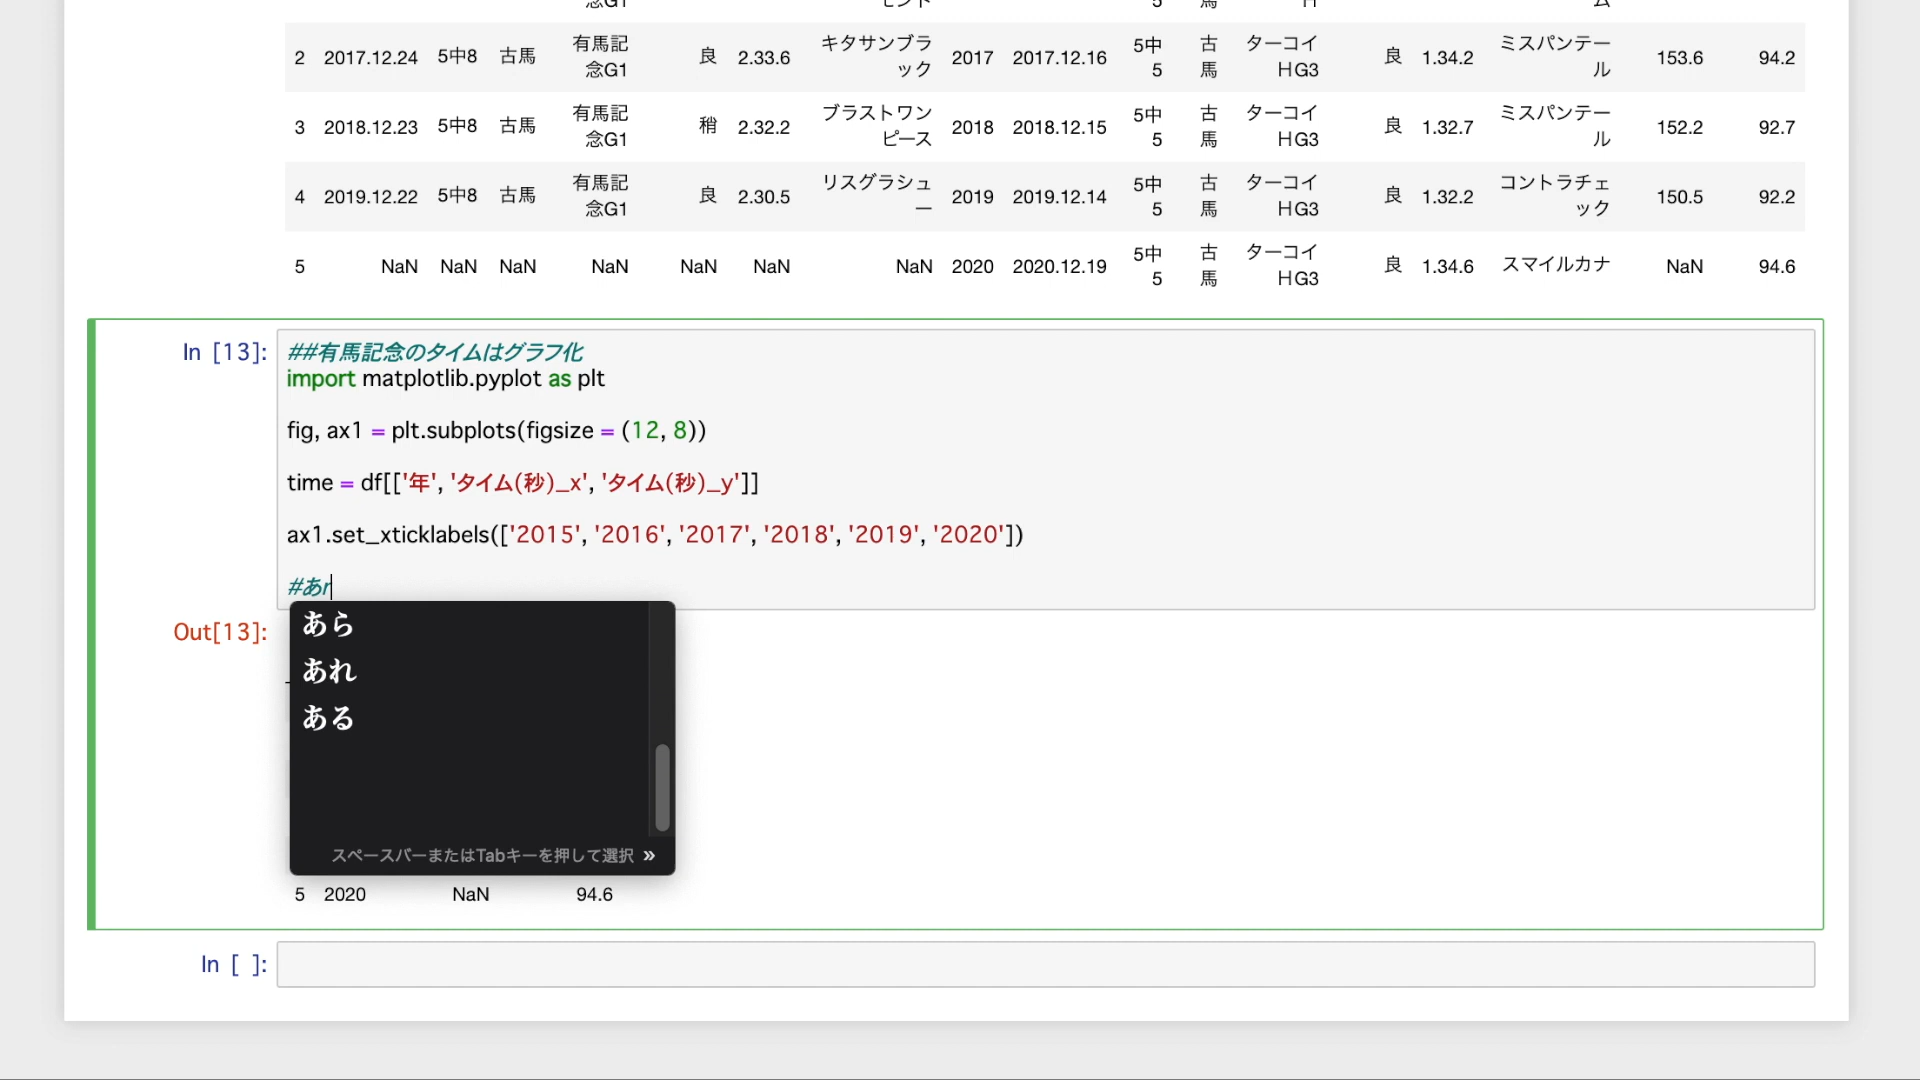 2 2017.12.24 5中8 古馬 有馬記念G1 良 2.33.6 キタサンブラック 2017 2017.12.16 5中5 古馬 ターコイHG3 良 1.34.2 ミスパンテール 153.6 94.2
3 2018.12.23 5中8 古馬 有馬記念G1 稍 2.32.2 ブラストワンピース 2018 2018.12.15 5中5 古馬 ターコイHG3 良 1.32.7 ミスパンテール 152.2 92.7
4 2019.12.22 5中8 古馬 有馬記念G1 良 2.30.5 リスグラシュー 2019 2019.12.14 5中5 古馬 ターコイHG3 良 1.32.2 コントラチェック 150.5 92.2
5 NaN NaN NaN NaN NaN NaN NaN 2020 2020.12.19 5中5 古馬 ターコイHG3 良 1.34.6 スマイルカナ NaN 94.6
In [13]:
##有馬記念のタイムはグラフ化
import matplotlib.pyplot as plt
fig, ax1 = plt.subplots(figsize = (12, 8))
time = df[['年', 'タイム(秒)_x', 'タイム(秒)_y']]
ax1.set_xticklabels(['2015', '2016', '2017', '2018', '2019', '2020'])
#あr
Out[13]:
あら
あれ
ある
スペースバーまたはTabキーを押して選択 »
5 2020 NaN 94.6
In [ ]: